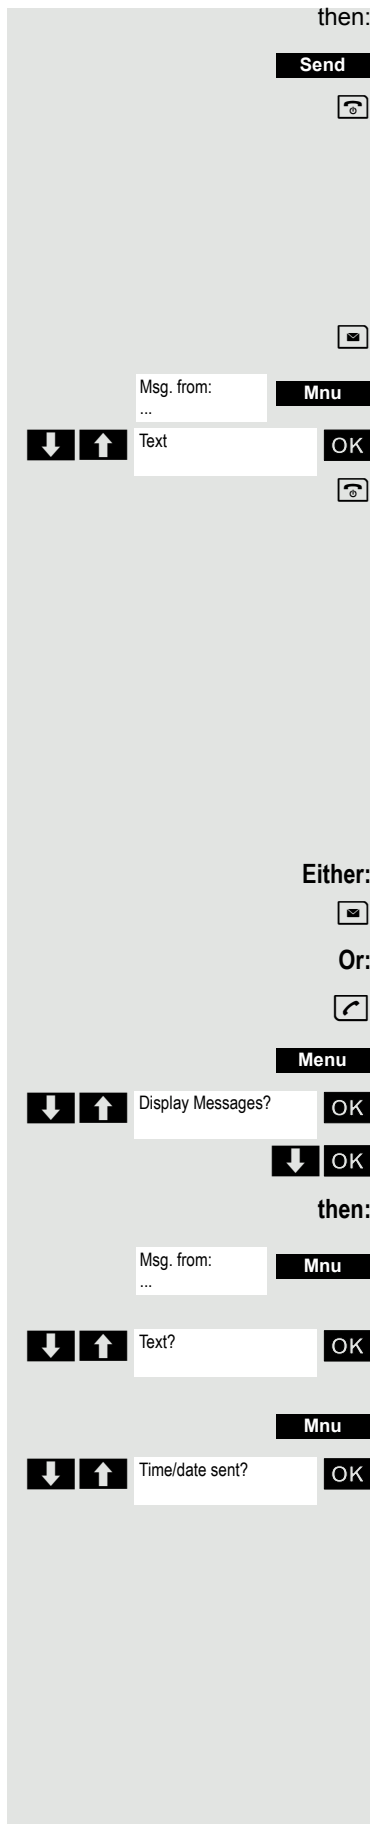 then:
Send
Msg. from:
...
Mnu
Text
OK
Either:
Or:
Menu
Display Messages?
OK
OK
then:
Msg. from:
...
Mnu
Text?
OK
Mnu
Time/date sent?
OK